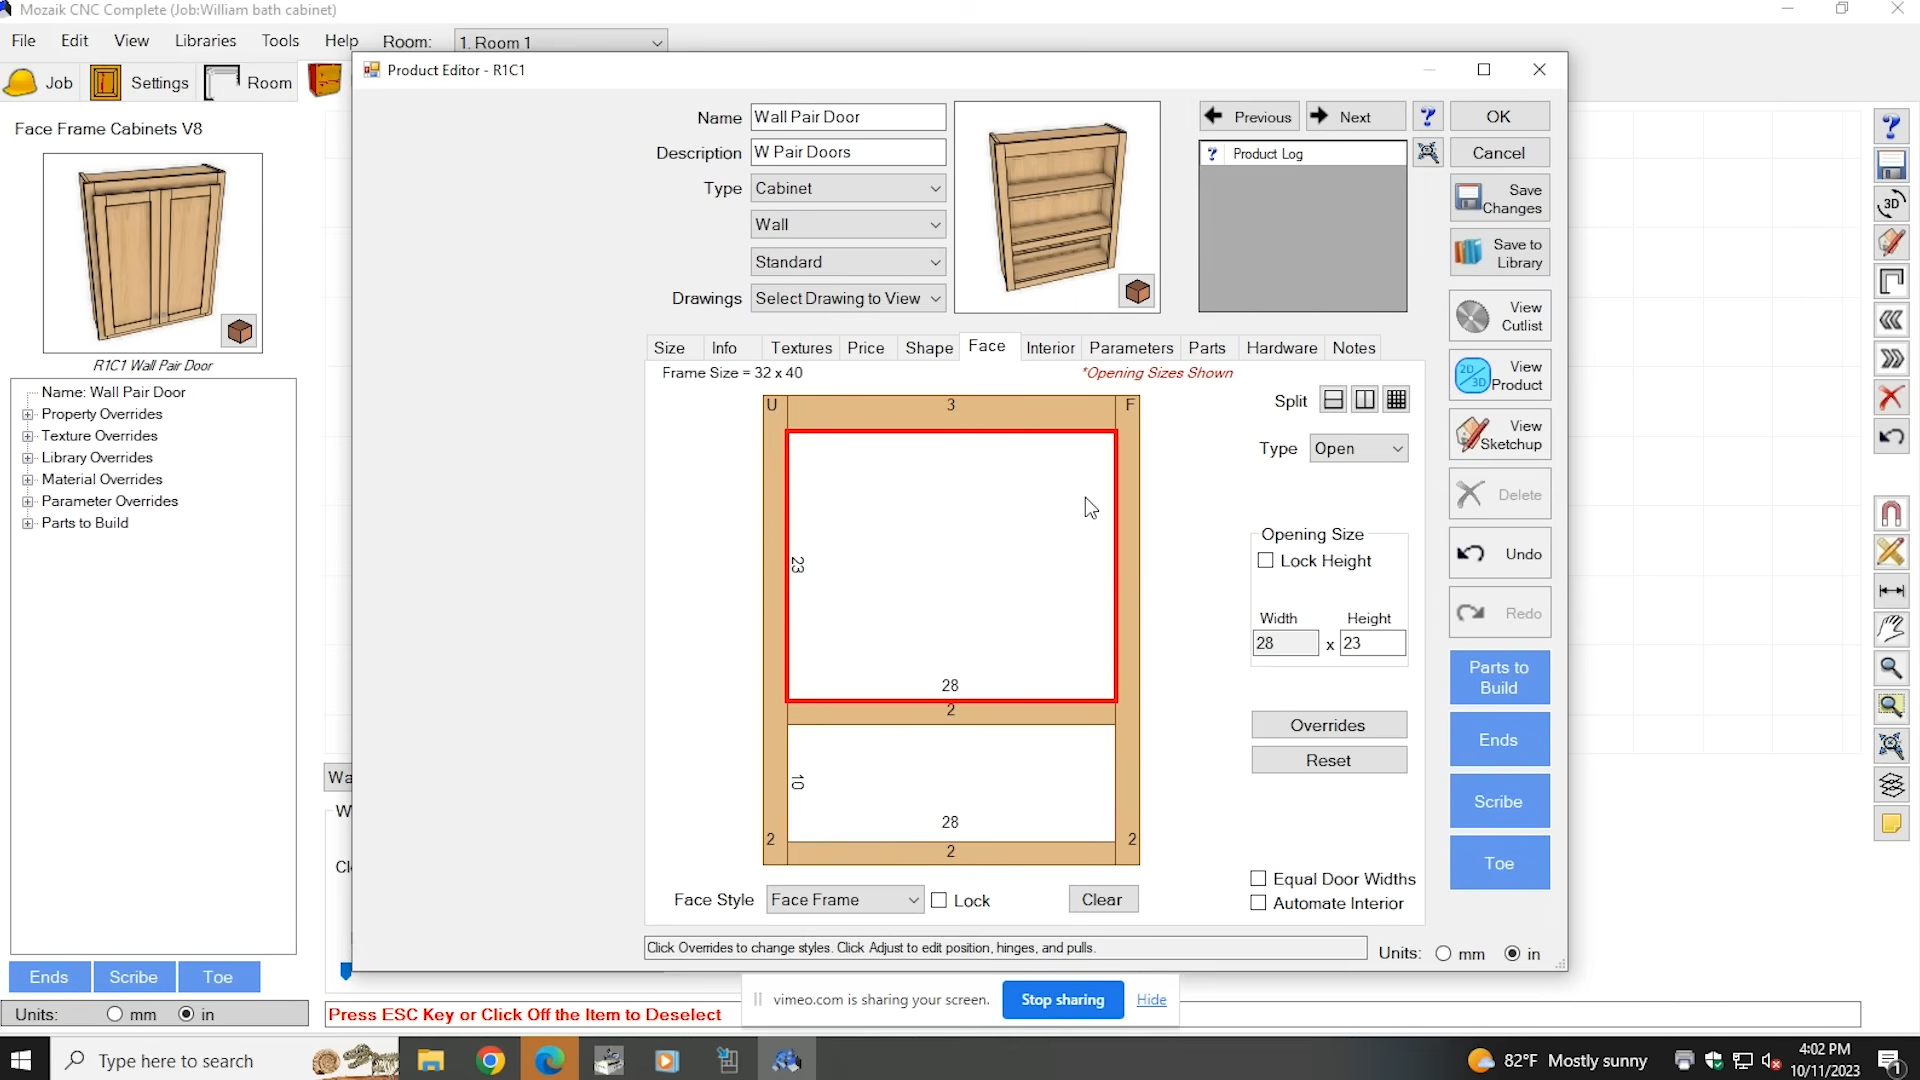 Mozaik CNC Complete (Job:William bath cabinet)
File Edit View Libraries Tools Help Room: 1. Room 1
Job Settings Room
Product Editor - R1C1
Face Frame Cabinets V8
R1C1 Wall Pair Door
Name: Wall Pair Door
Property Overrides
Texture Overrides
Library Overrides
Material Overrides
Parameter Overrides
Parts to Build
Ends Scribe Toe
Units: mm in
Name Wall Pair Door
Description W Pair Doors
Type Cabinet
Wall
Standard
Drawings Select Drawing to View
Previous Next ? OK
? Product Log
Cancel
Save Changes
Save to Library
View Cutlist
2D/3D View Product
View Sketchup
Delete
Undo
Redo
Parts to Build
Ends
Scribe
Toe
Size Info Textures Price Shape Face Interior Parameters Parts Hardware Notes
Frame Size = 32 x 40
*Opening Sizes Shown
U 3 F
23
28
2
10
28
2 2 2
Split
Type Open
Opening Size
Lock Height
Width Height
28 x 23
Overrides
Reset
Equal Door Widths
Automate Interior
Face Style Face Frame Lock Clear
Click Overrides to change styles. Click Adjust to edit position, hinges, and pulls.
Units: mm in
?
3D
Wa
W
Cl
Press ESC Key or Click Off the Item to Deselect
vimeo.com is sharing your screen. Stop sharing Hide
Type here to search
82°F Mostly sunny
4:02 PM
10/11/2023
1